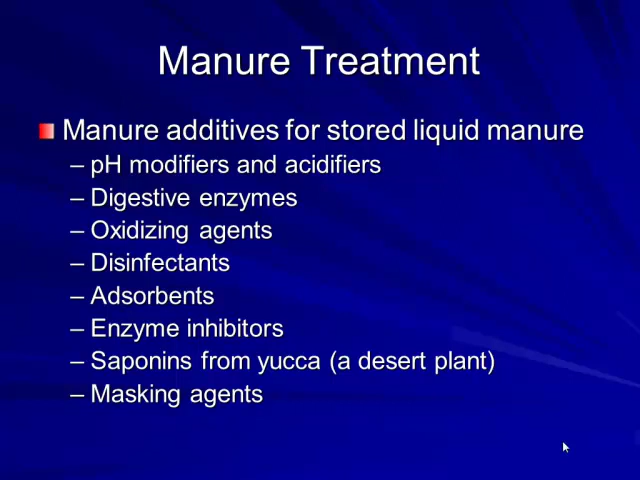 Manure Treatment
Manure additives for stored liquid manure
– pH modifiers and acidifiers
– Digestive enzymes
– Oxidizing agents
– Disinfectants
– Adsorbents
– Enzyme inhibitors
– Saponins from yucca (a desert plant)
– Masking agents